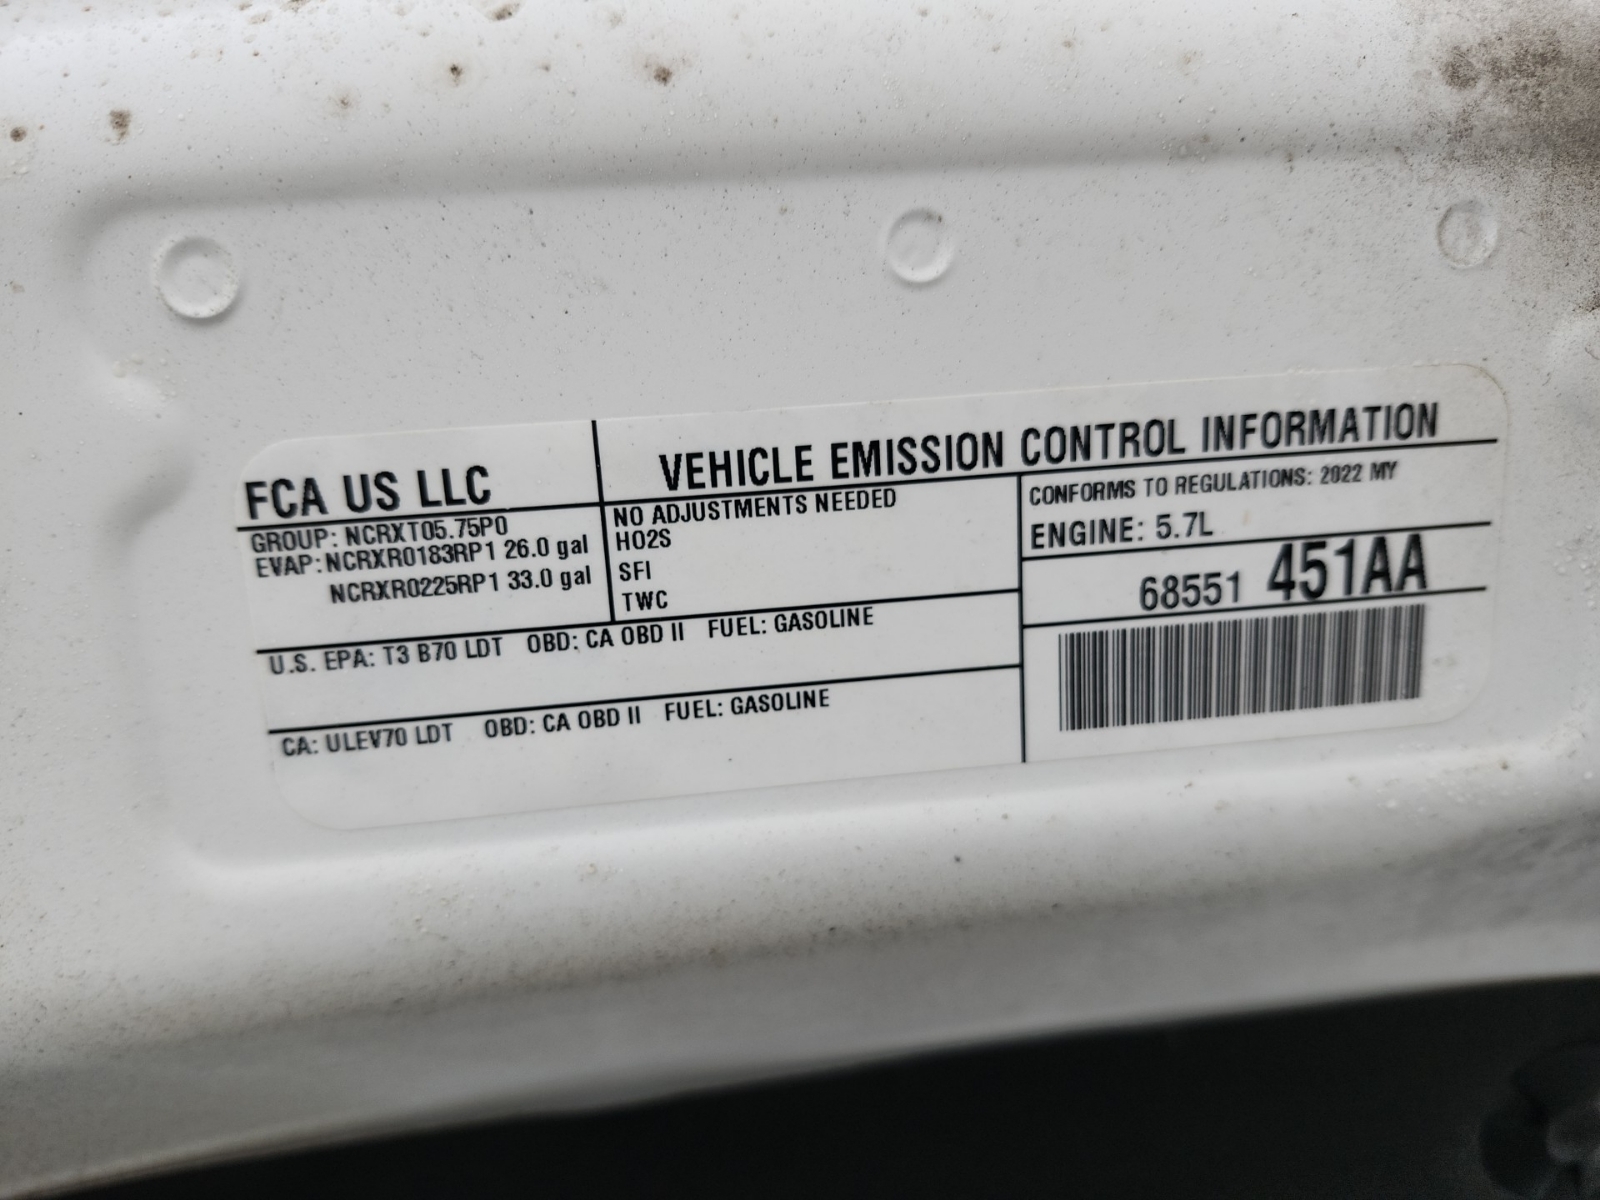 FCA US LLC
VEHICLE EMISSION CONTROL INFORMATION
GROUP: NCRXT05.75P0
EVAP: NCRXR0183RP1 26.0 gal
NCRXR0225RP1 33.0 gal
NO ADJUSTMENTS NEEDED
HO2S
SFI
TWC
CONFORMS TO REGULATIONS: 2022 MY
ENGINE: 5.7L
68551 451AA
U.S. EPA: T3 B70 LDT OBD: CA OBD II FUEL: GASOLINE
CA: ULEV70 LDT OBD: CA OBD II FUEL: GASOLINE